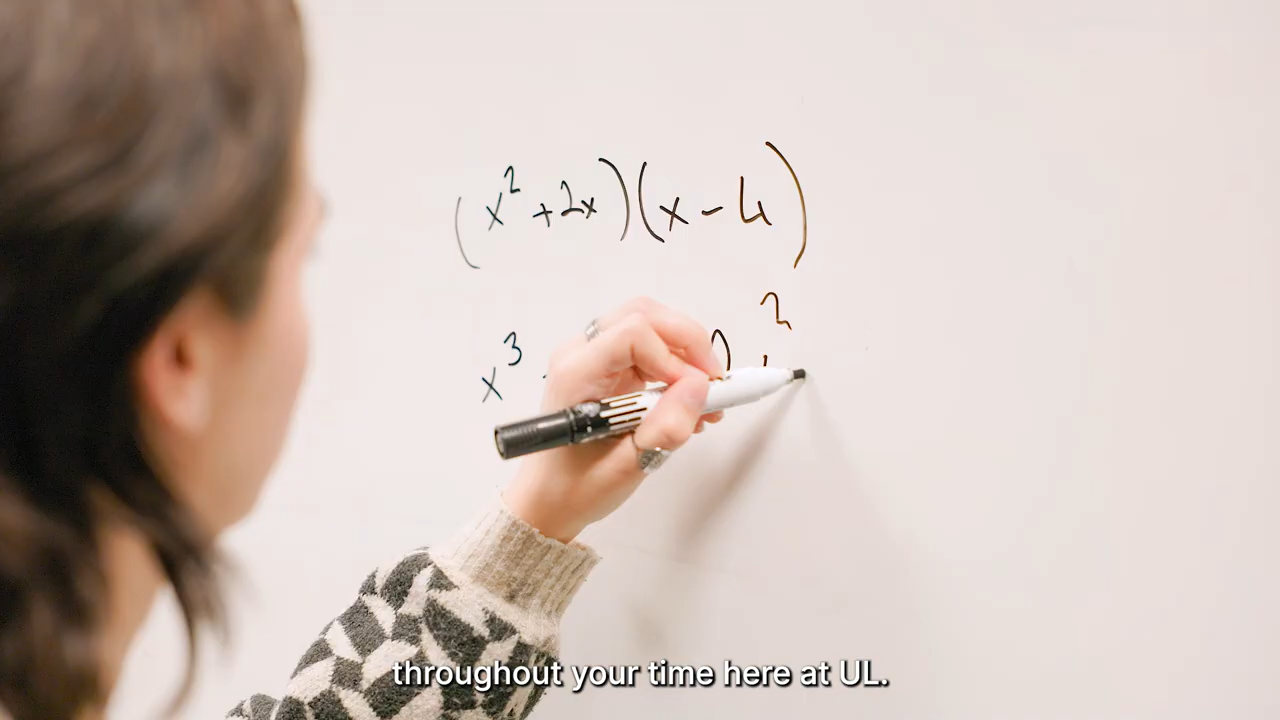 (x² + 2x)(x - 4)
x³
throughout your time here at UL.